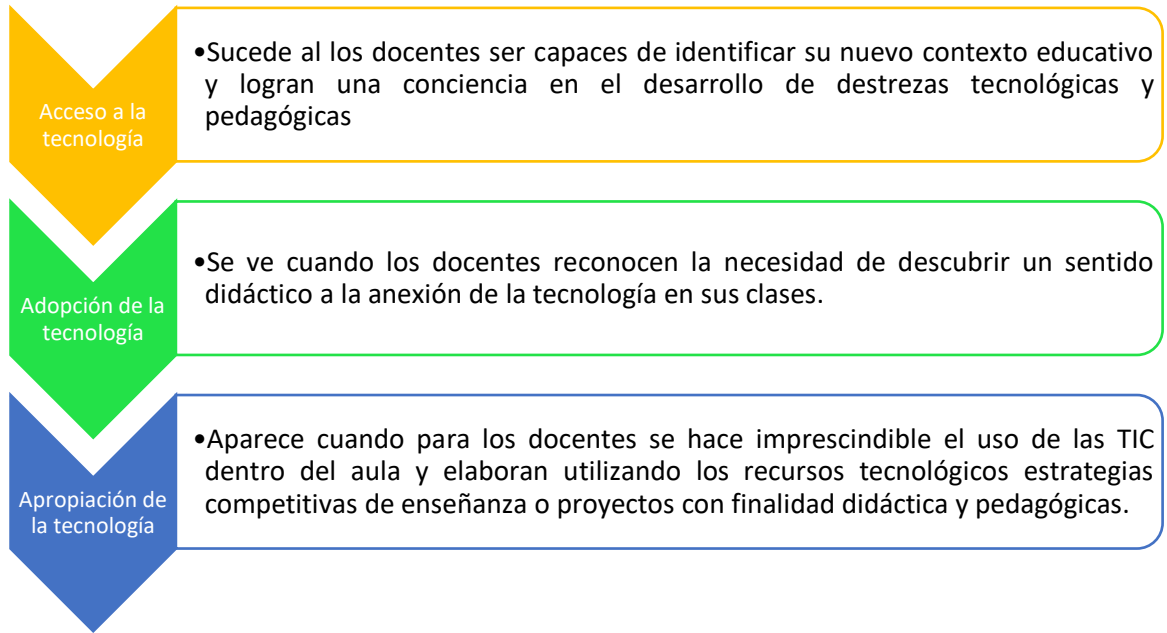 Acceso a la
tecnología
•Sucede al los docentes ser capaces de identificar su nuevo contexto educativo
y logran una conciencia en el desarrollo de destrezas tecnológicas y
pedagógicas
Adopción de la
tecnología
•Se ve cuando los docentes reconocen la necesidad de descubrir un sentido
didáctico a la anexión de la tecnología en sus clases.
Apropiación de
la tecnología
•Aparece cuando para los docentes se hace imprescindible el uso de las TIC
dentro del aula y elaboran utilizando los recursos tecnológicos estrategias
competitivas de enseñanza o proyectos con finalidad didáctica y pedagógicas.